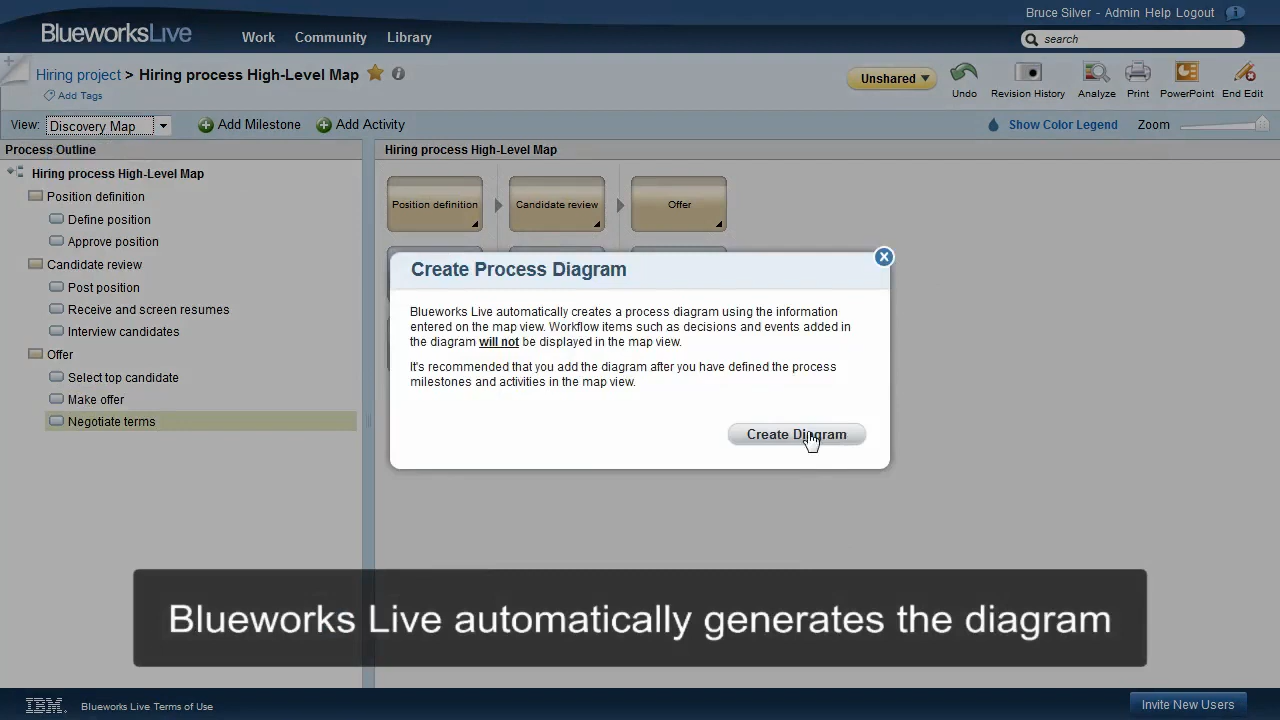 Bruce Silver - Admin Help Logout
BlueworksLive
Work Community Library
search
Hiring project > Hiring process High-Level Map
Add Tags
Unshared
Undo Revision History Analyze Print PowerPoint End Edit
View: Discovery Map Add Milestone Add Activity Show Color Legend Zoom
Process Outline
Hiring process High-Level Map
Position definition
Define position
Approve position
Candidate review
Post position
Receive and screen resumes
Interview candidates
Offer
Select top candidate
Make offer
Negotiate terms
Hiring process High-Level Map
Position definition Candidate review Offer
Create Process Diagram
Blueworks Live automatically creates a process diagram using the information
entered on the map view. Workflow items such as decisions and events added in
the diagram will not be displayed in the map view.
It's recommended that you add the diagram after you have defined the process
milestones and activities in the map view.
Create Diagram
Blueworks Live automatically generates the diagram
IBM. Blueworks Live Terms of Use
Invite New Users